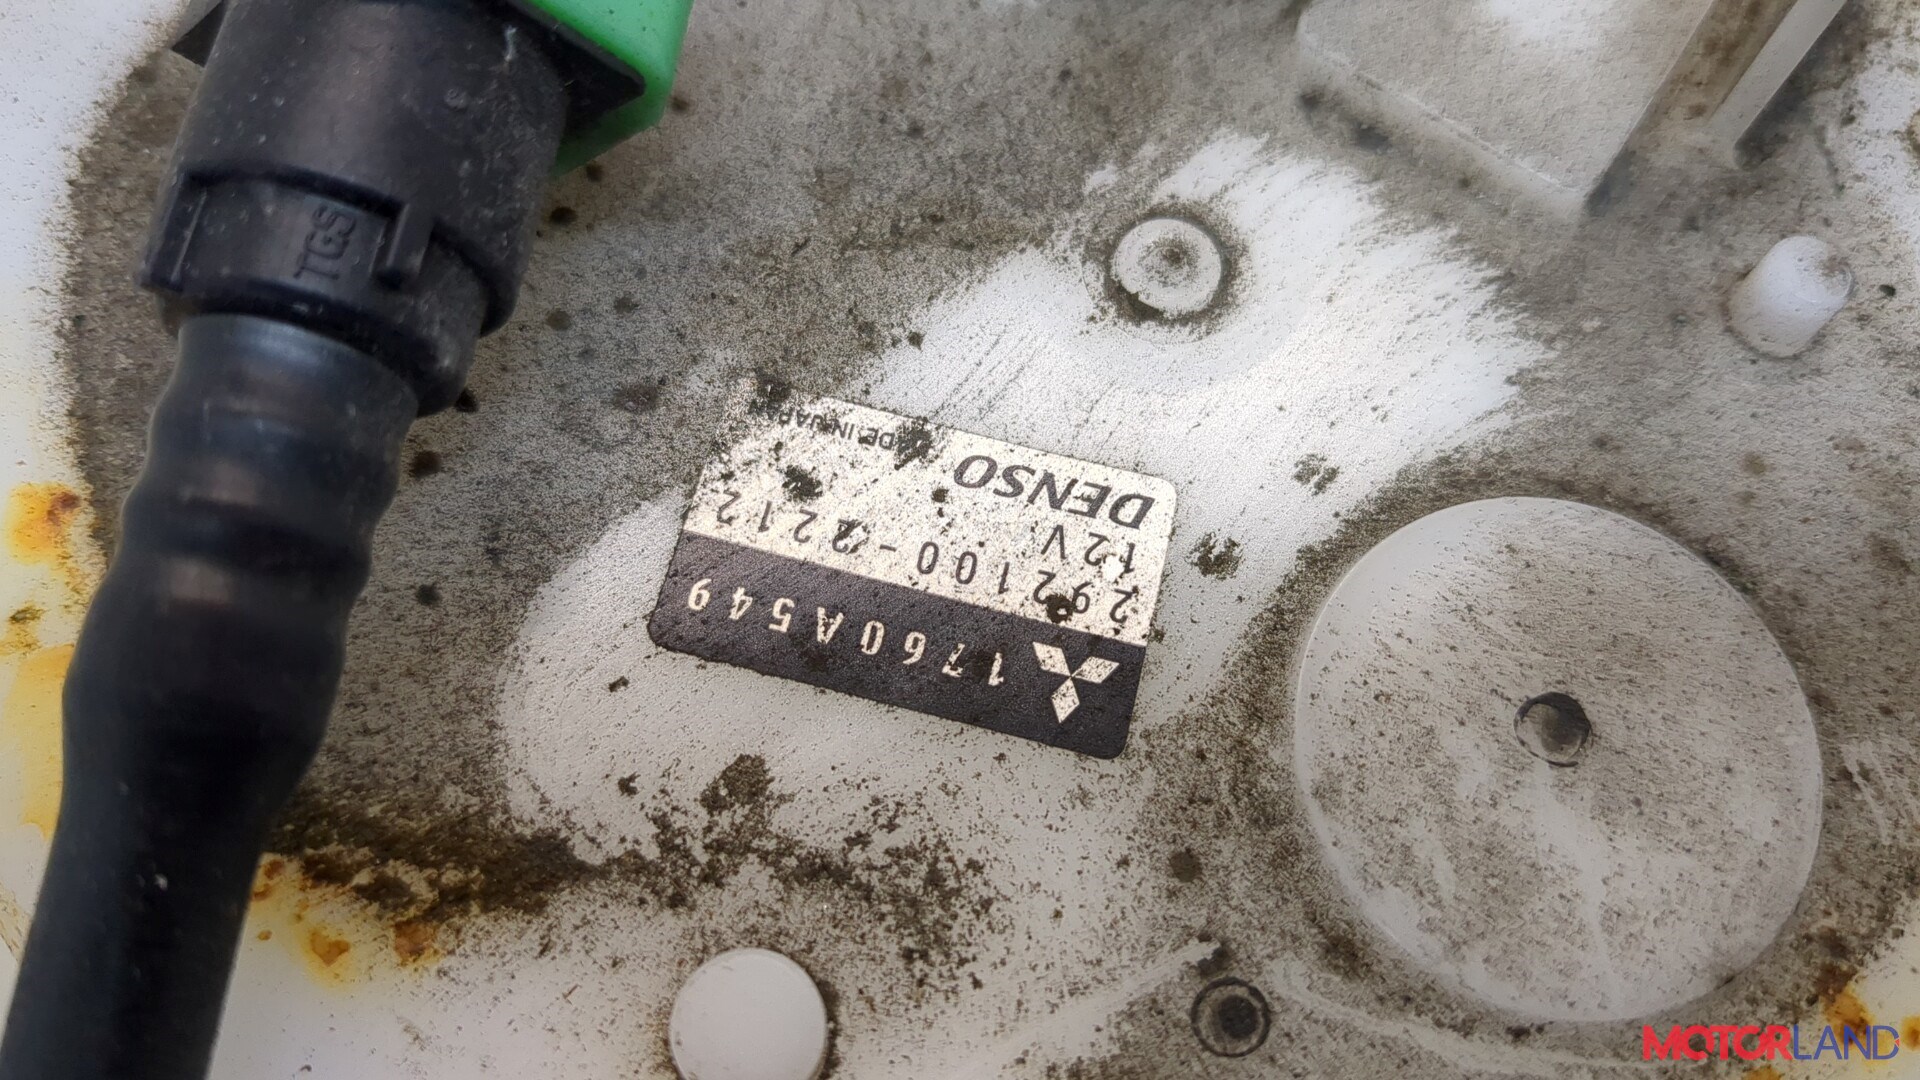 TGS
1760A549
292100-2212
12V
DENSO
MADE IN JAPAN
MOTORLAND